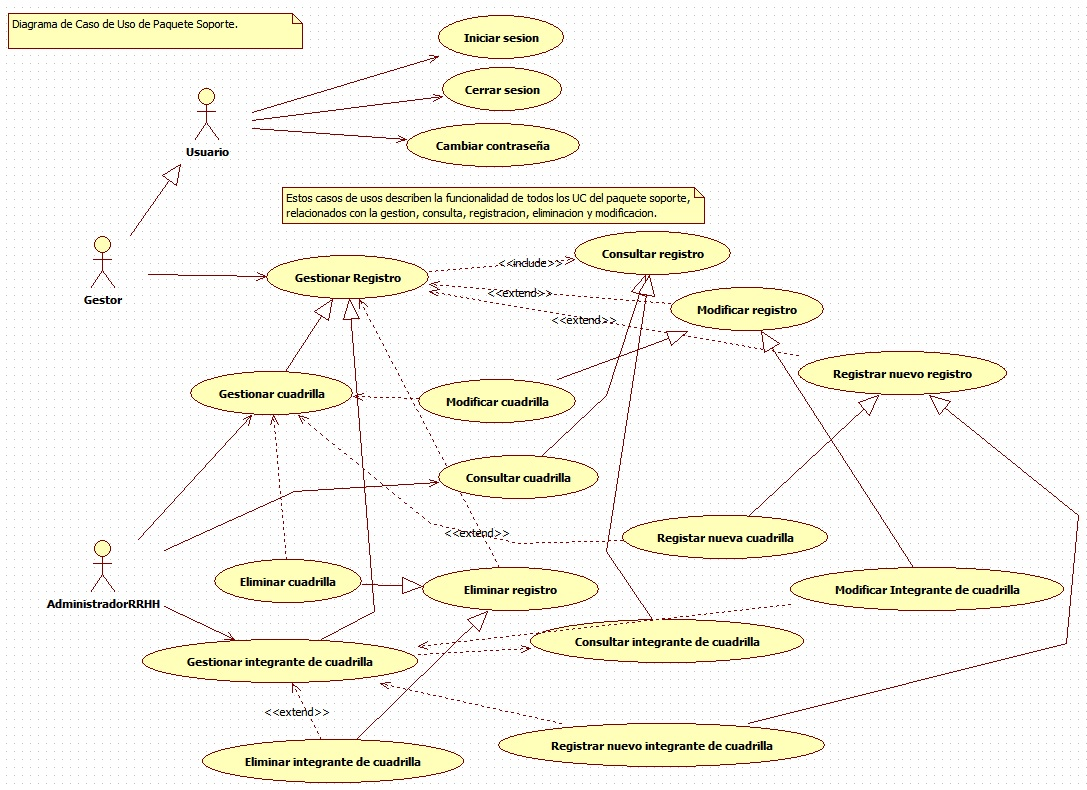 Diagrama de Caso de Uso de Paquete Soporte.
Iniciar sesion
Cerrar sesion
Cambiar contraseña
Usuario
Estos casos de usos describen la funcionalidad de todos los UC del paquete soporte,
relacionados con la gestion, consulta, registracion, eliminacion y modificacion.
Gestor
Gestionar Registro
<<include>>
Consultar registro
<<extend>>
Modificar registro
<<extend>>
Registrar nuevo registro
Gestionar cuadrilla
Modificar cuadrilla
Consultar cuadrilla
<<extend>>
Registar nueva cuadrilla
AdministradorRRHH
Eliminar cuadrilla
Eliminar registro
Modificar Integrante de cuadrilla
Gestionar integrante de cuadrilla
Consultar integrante de cuadrilla
<<extend>>
Eliminar integrante de cuadrilla
Registrar nuevo integrante de cuadrilla